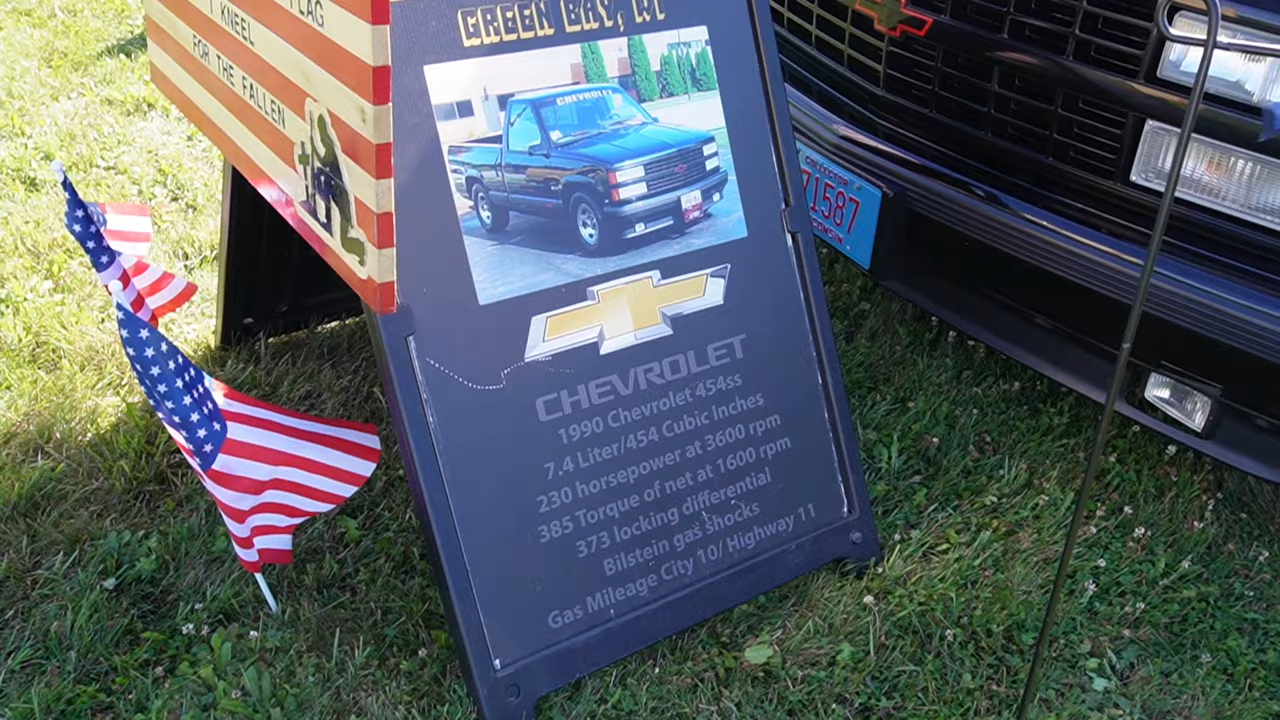 FLAG
I KNEEL
FOR THE FALLEN
GREEN BAY, WI
CHEVROLET
CHEVROLET
1990 Chevrolet 454ss
7.4 Liter/454 Cubic Inches
230 horsepower at 3600 rpm
385 Torque of net at 1600 rpm
373 locking differential
Bilstein gas shocks
Gas Mileage City 10/ Highway 11
COLLECTOR
71587